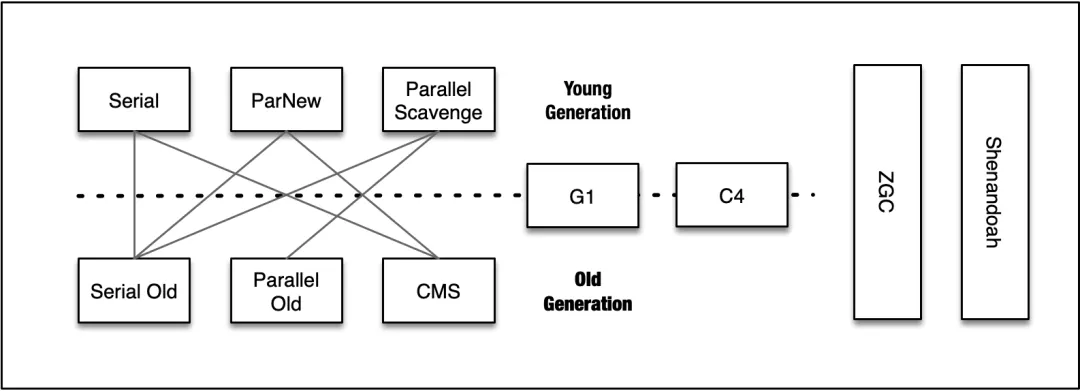 Serial
ParNew
Parallel
Scavenge
Young
Generation
G1
C4
Serial Old
Parallel
Old
CMS
Old
Generation
ZGC
Shenandoah